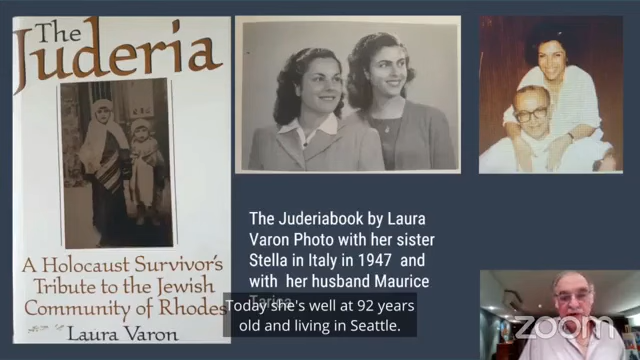 The
Juderia
A Holocaust Survivor's
Tribute to the Jewish
Community of Rhodes
Laura Varon
The Juderiabook by Laura
Varon Photo with her sister
Stella in Italy in 1947 and
with her husband Maurice
Today she's well at 92 years
old and living in Seattle.
zoom